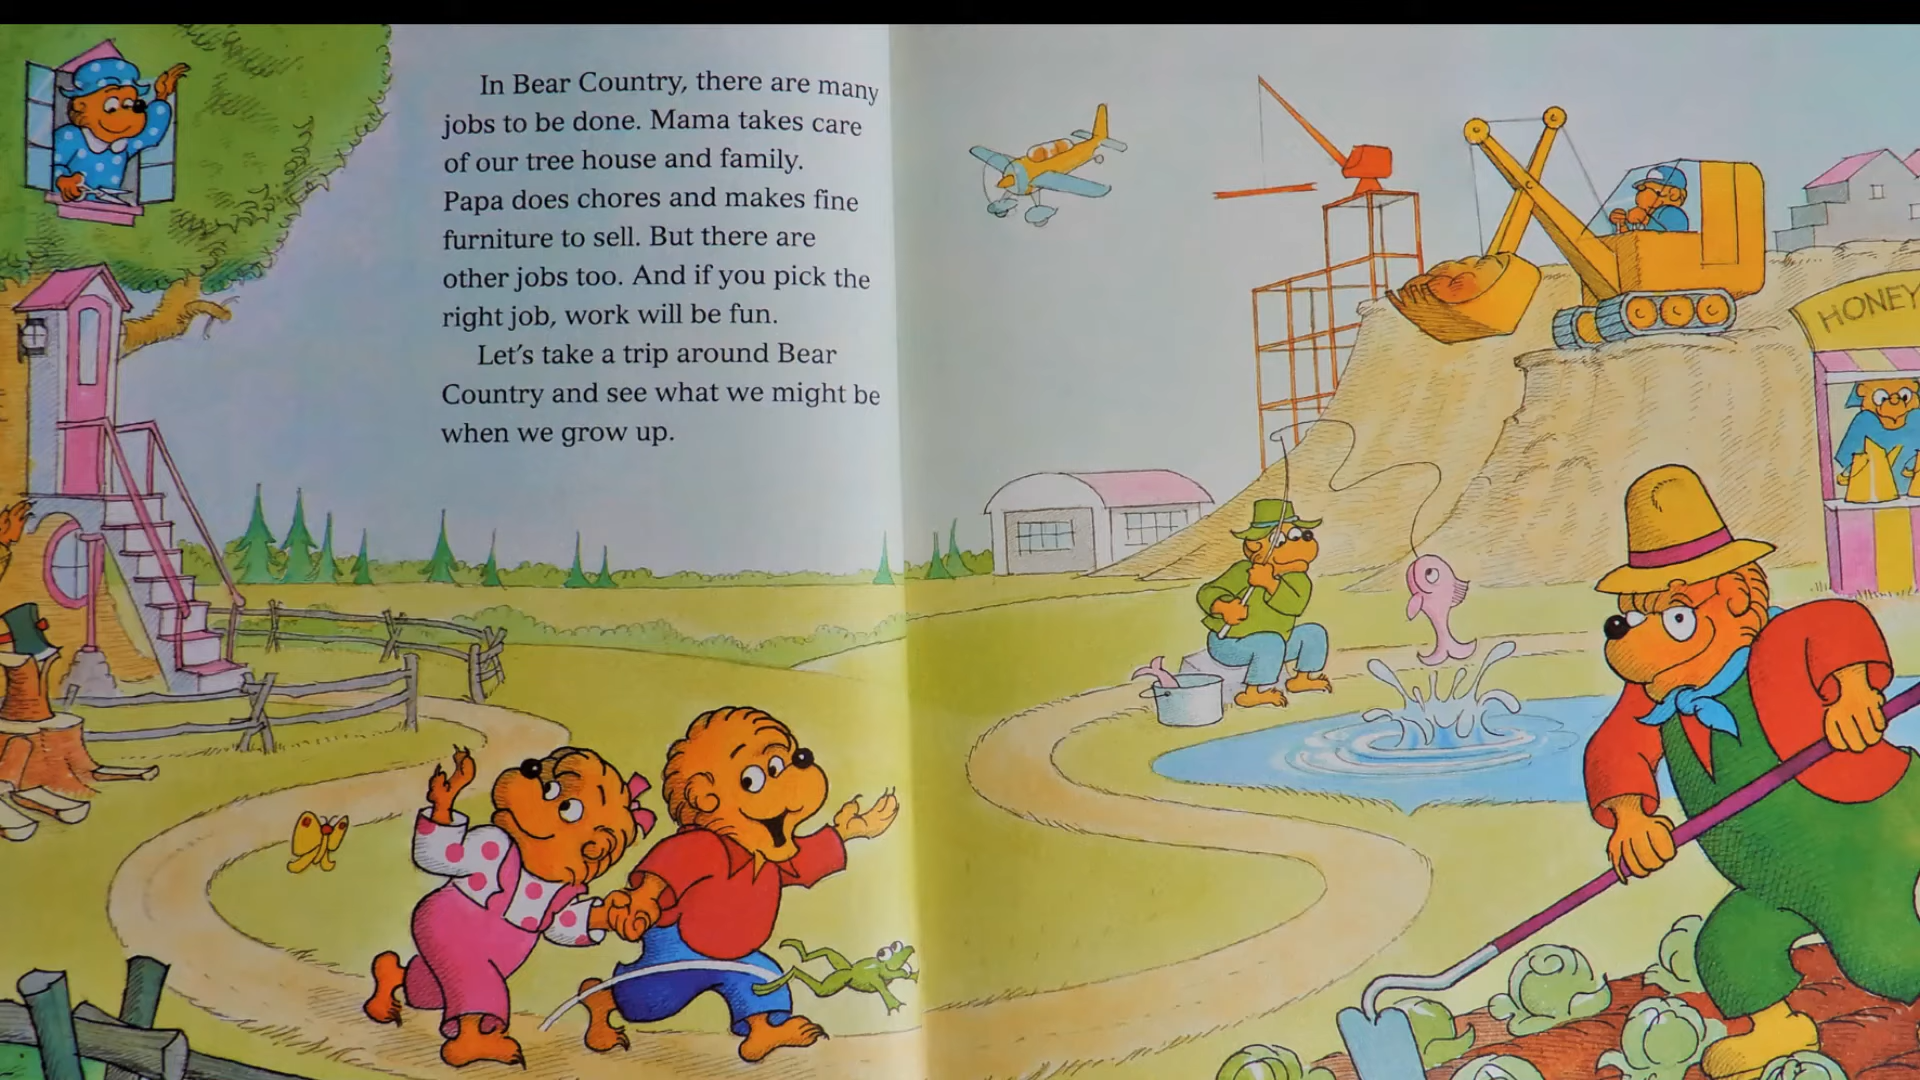 In Bear Country, there are many
jobs to be done. Mama takes care
of our tree house and family.
Papa does chores and makes fine
furniture to sell. But there are
other jobs too. And if you pick the
right job, work will be fun.
Let's take a trip around Bear
Country and see what we might be
when we grow up.
HONEY